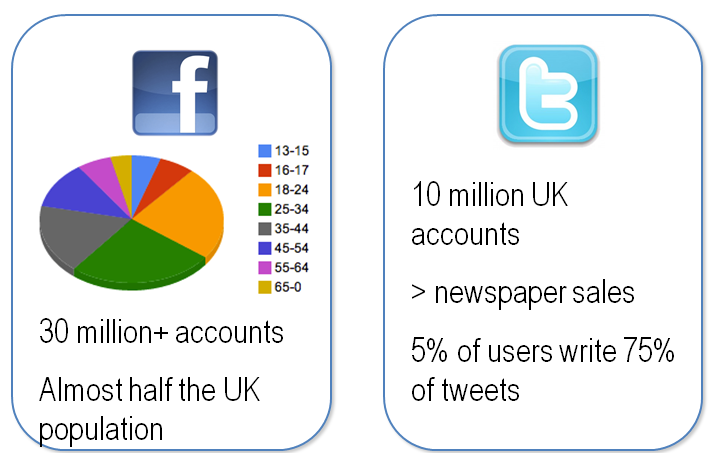 f
13-15
16-17
18-24
25-34
35-44
45-54
55-64
65-0
30 million+ accounts
Almost half the UK
population
t
10 million UK
accounts
> newspaper sales
5% of users write 75%
of tweets